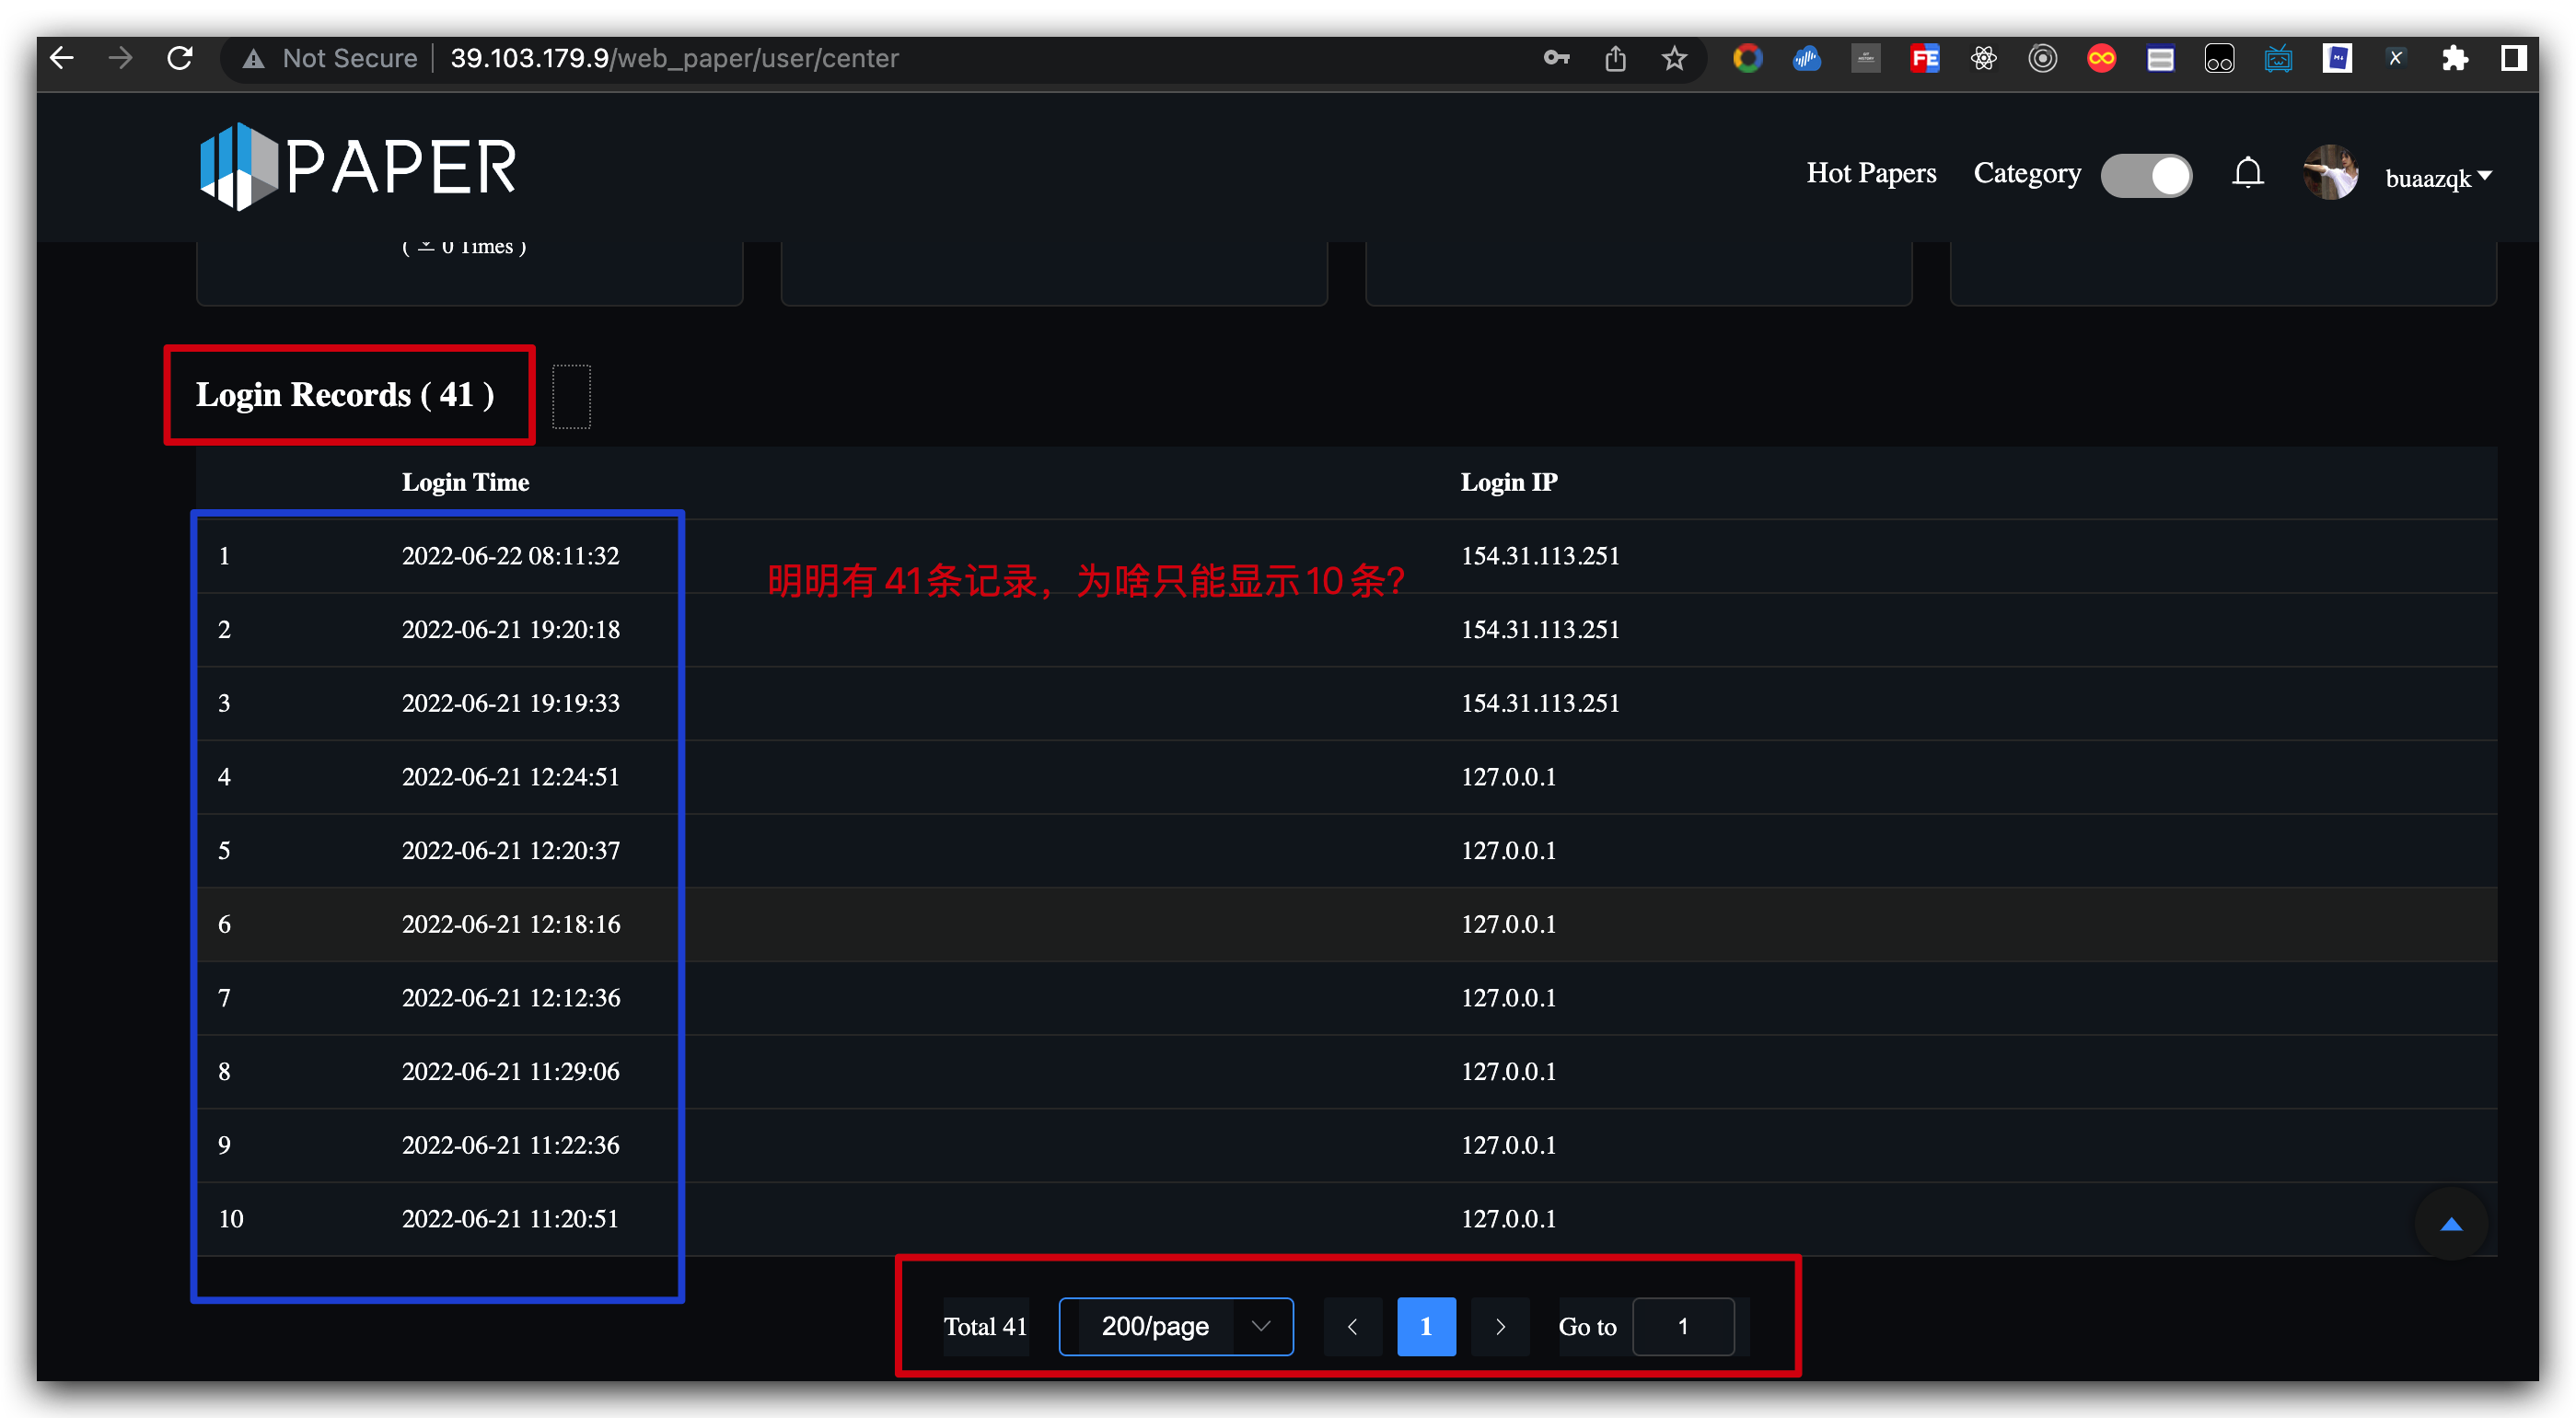 Not Secure 39.103.179.9/web_paper/user/center
FE
PAPER
Hot Papers Category buaazqk
( 0 Times )
Login Records ( 41 )
Login Time Login IP
1 2022-06-22 08:11:32 154.31.113.251
明明有41条记录，为啥只能显示10条?
2 2022-06-21 19:20:18 154.31.113.251
3 2022-06-21 19:19:33 154.31.113.251
4 2022-06-21 12:24:51 127.0.0.1
5 2022-06-21 12:20:37 127.0.0.1
6 2022-06-21 12:18:16 127.0.0.1
7 2022-06-21 12:12:36 127.0.0.1
8 2022-06-21 11:29:06 127.0.0.1
9 2022-06-21 11:22:36 127.0.0.1
10 2022-06-21 11:20:51 127.0.0.1
Total 41 200/page 1 Go to 1